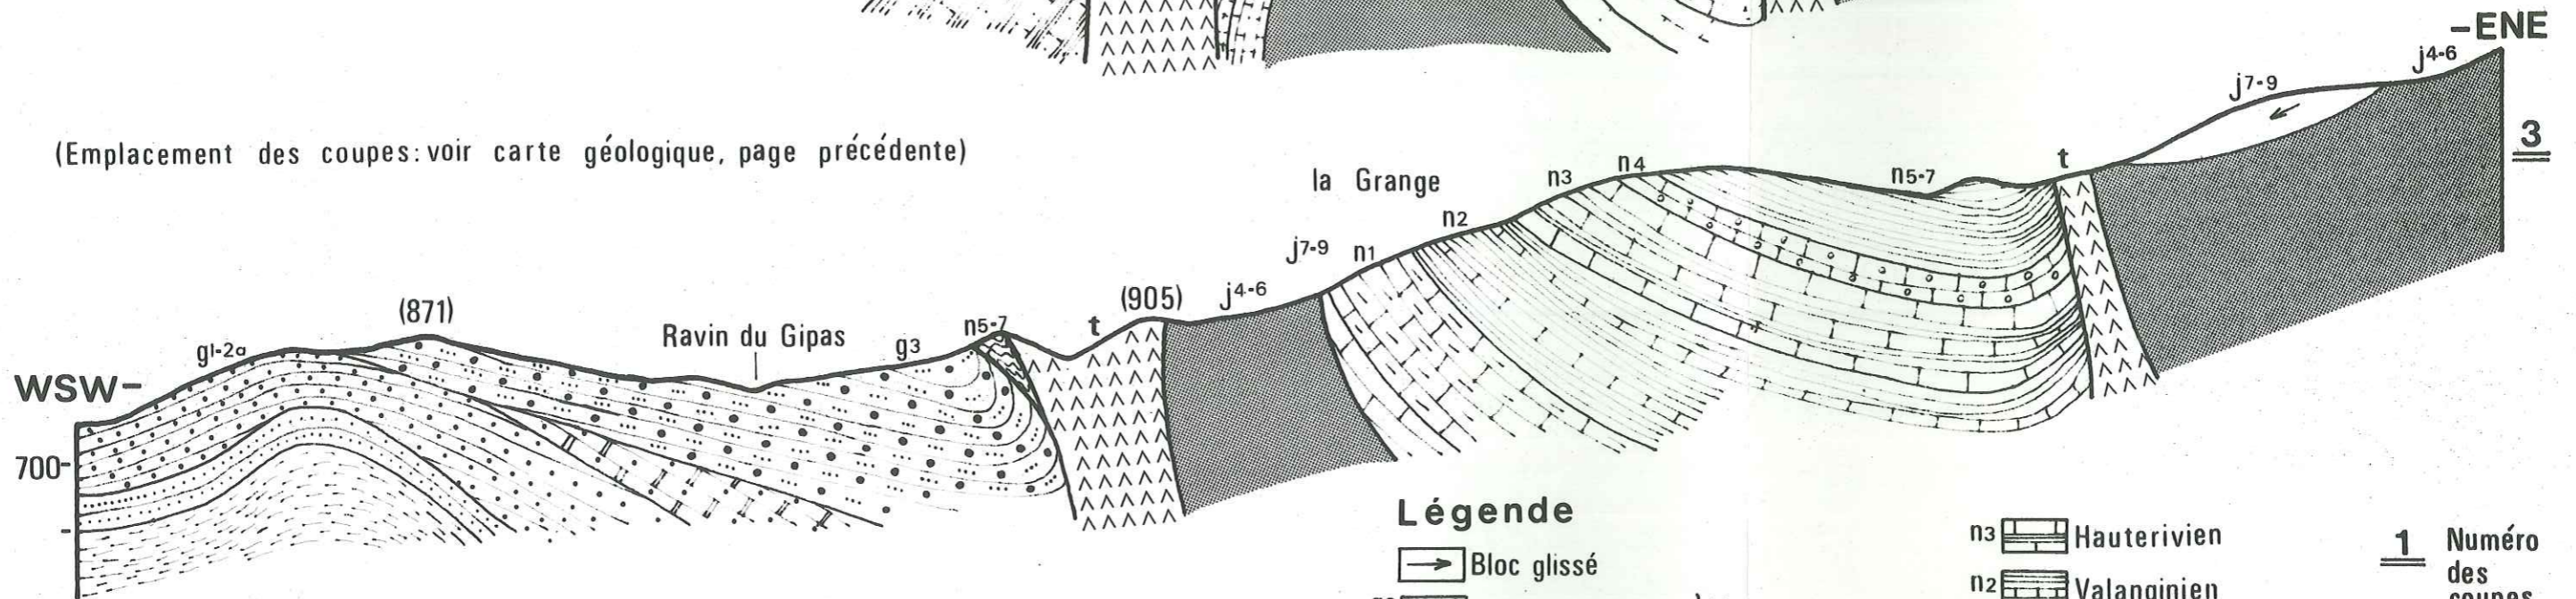 -ENE
j4-6
j7-9
3
(Emplacement des coupes: voir carte géologique, page précédente)
t
la Grange
n3
n4
n5-7
n2
j7-9
n1
(871)
(905)
j4-6
Ravin du Gipas
g3
n5-7
t
g1-2a
WSW-
700-
Légende
Bloc glissé
n3 Hauterivien
n2 Valanginien
1 Numéro
des
coupes